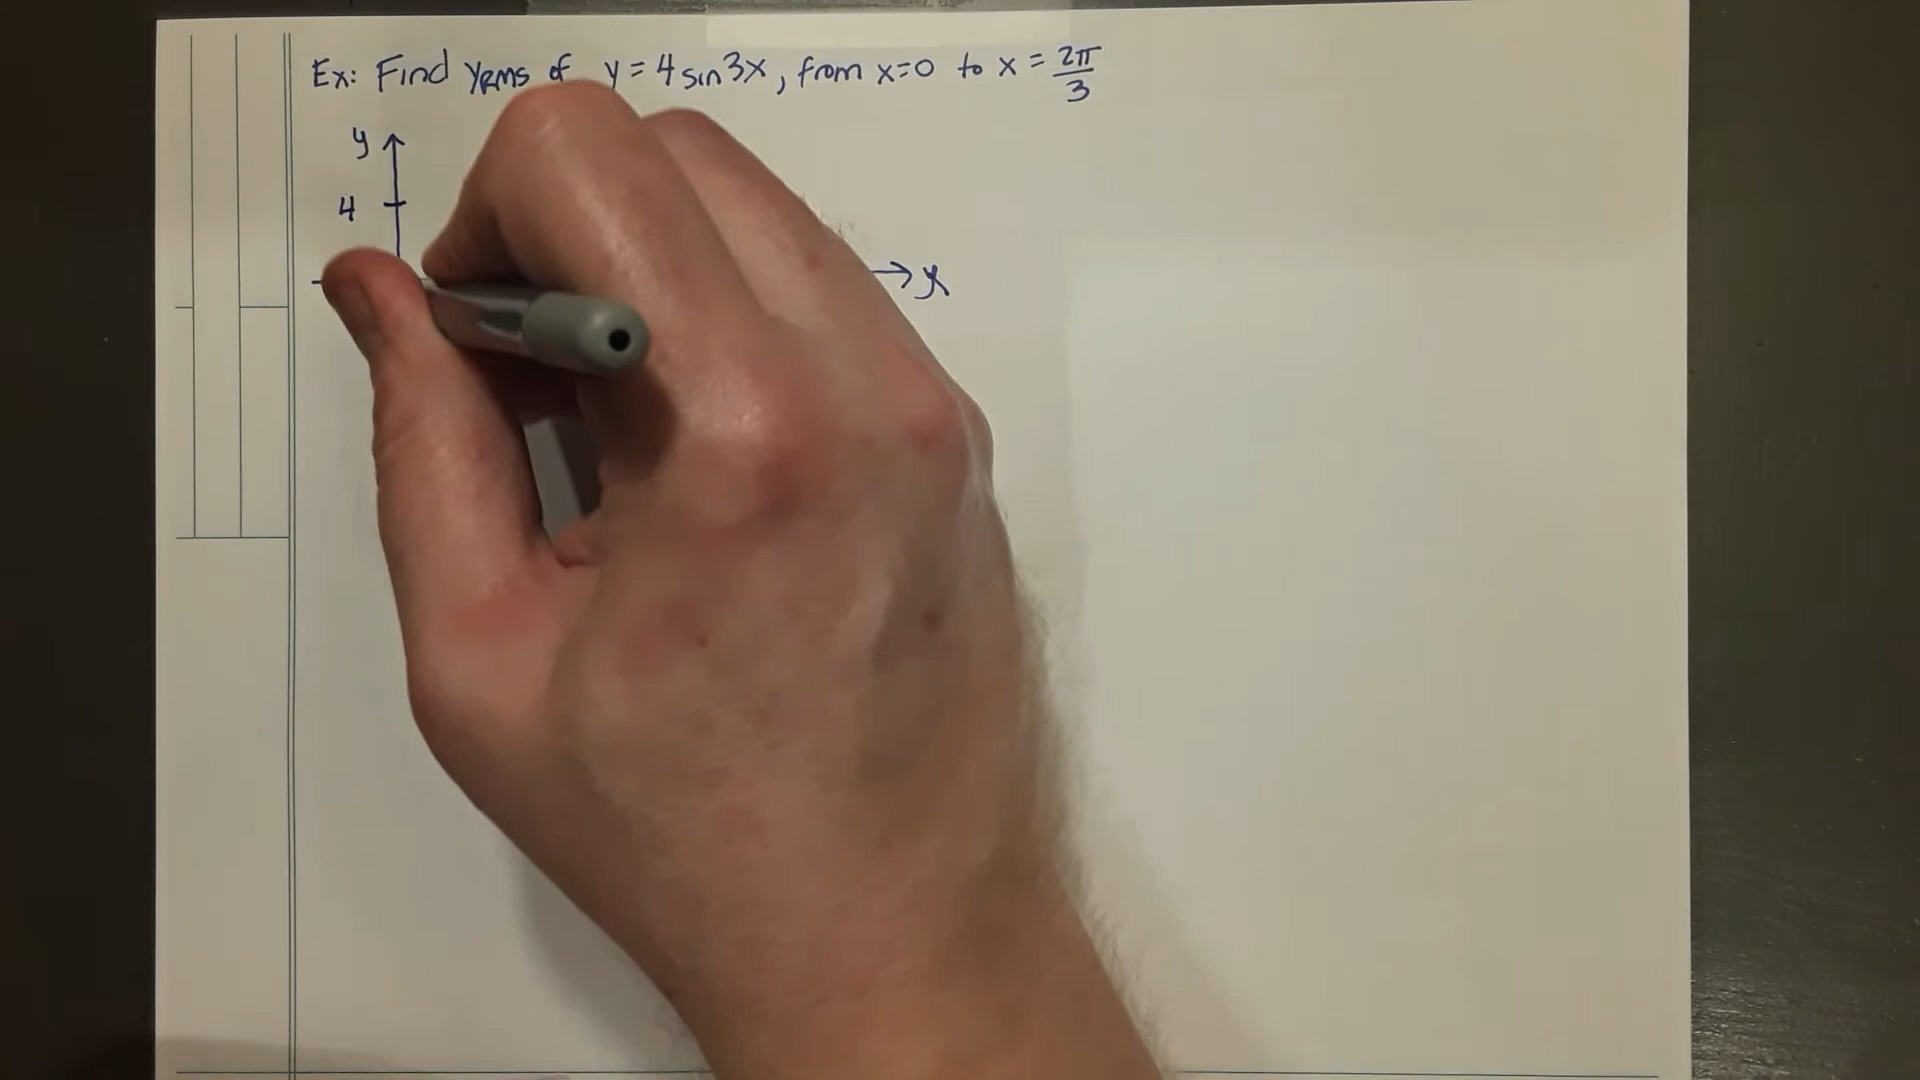 Ex: Find yRMS of y = 4 sin 3x, from x=0 to x = 2π/3
y
4
x